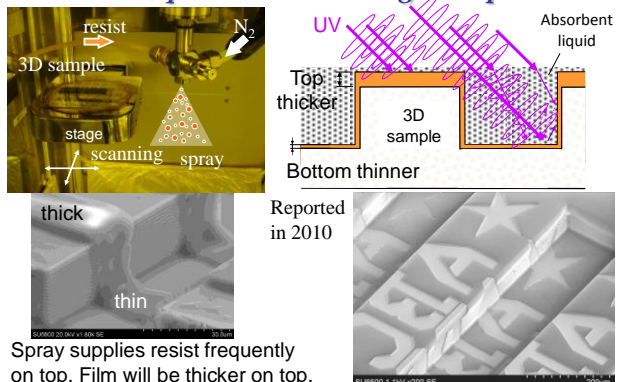 resist
N2
3D sample
stage
scanning
spray
UV
Absorbent
liquid
Top
thicker
3D
sample
Bottom thinner
thick
thin
Reported
in 2010
Spray supplies resist frequently
on top. Film will be thicker on top.